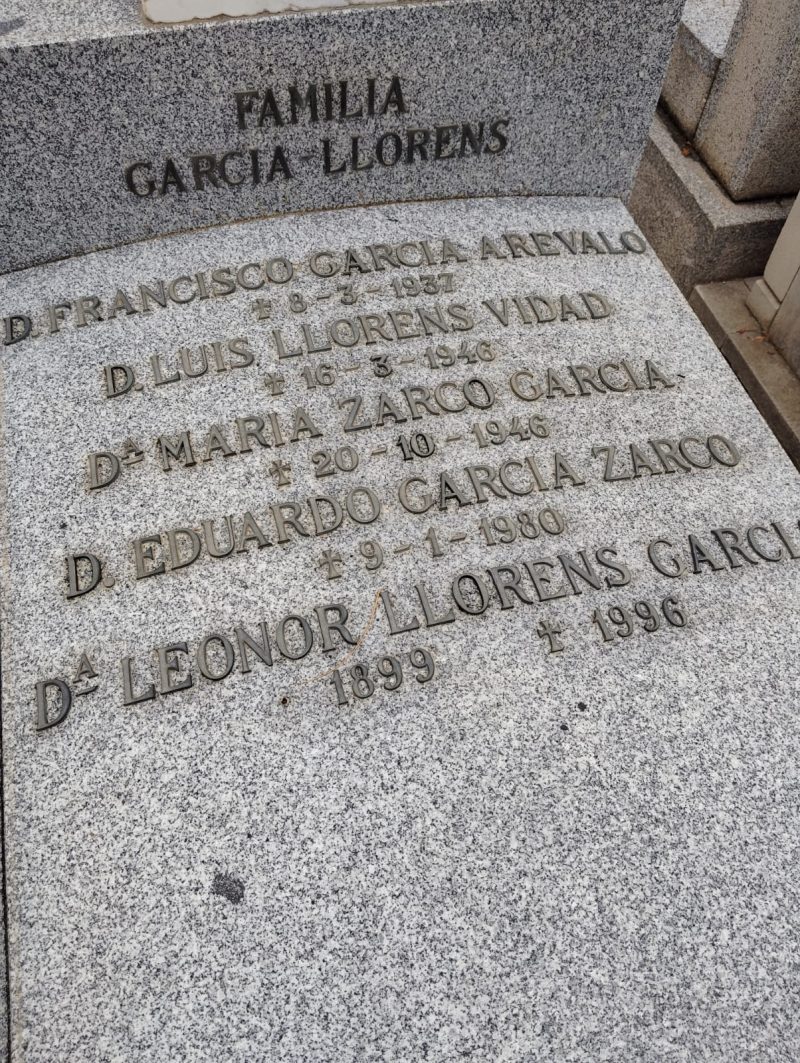 FAMILIA
GARCIA-LLORENS
D. FRANCISCO GARCIA AREVALO
✝ 8-3-1937
D. LUIS LLORENS VIDAD
✝ 16-3-1946
Dª MARIA ZARCO GARCIA
✝ 20-10-1946
D. EDUARDO GARCIA ZARCO
✝ 9-1-1980
Dª LEONOR LLORENS GARCIA
1899 ✝ 1996